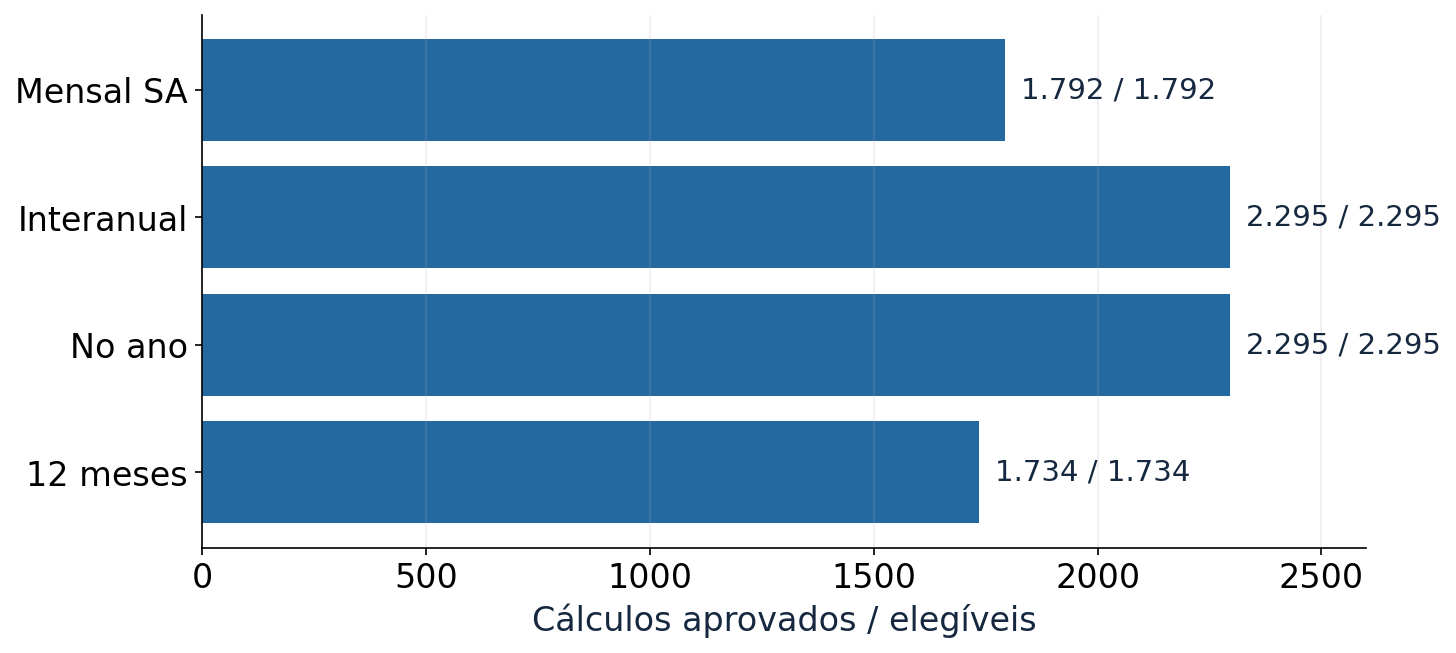 Mensal SA
1.792 / 1.792
Interanual
2.295 / 2.295
No ano
2.295 / 2.295
12 meses
1.734 / 1.734
0 500 1000 1500 2000 2500
Cálculos aprovados / elegíveis